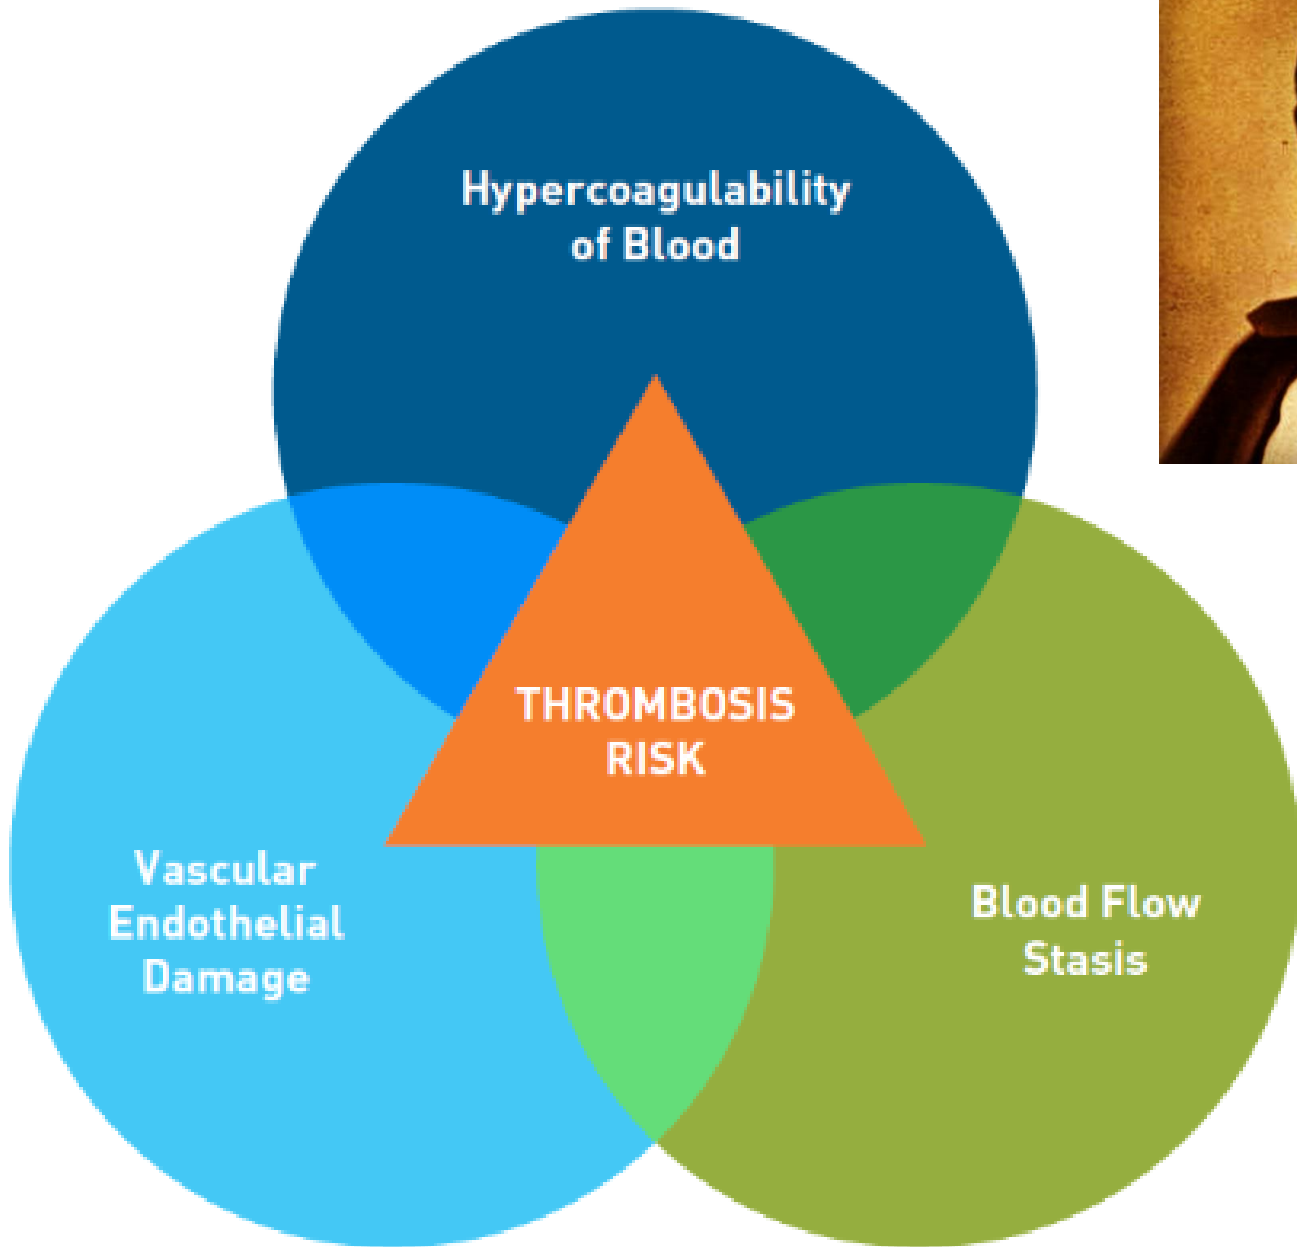 Hypercoagulability
of Blood
THROMBOSIS
RISK
Vascular
Endothelial
Damage
Blood Flow
Stasis